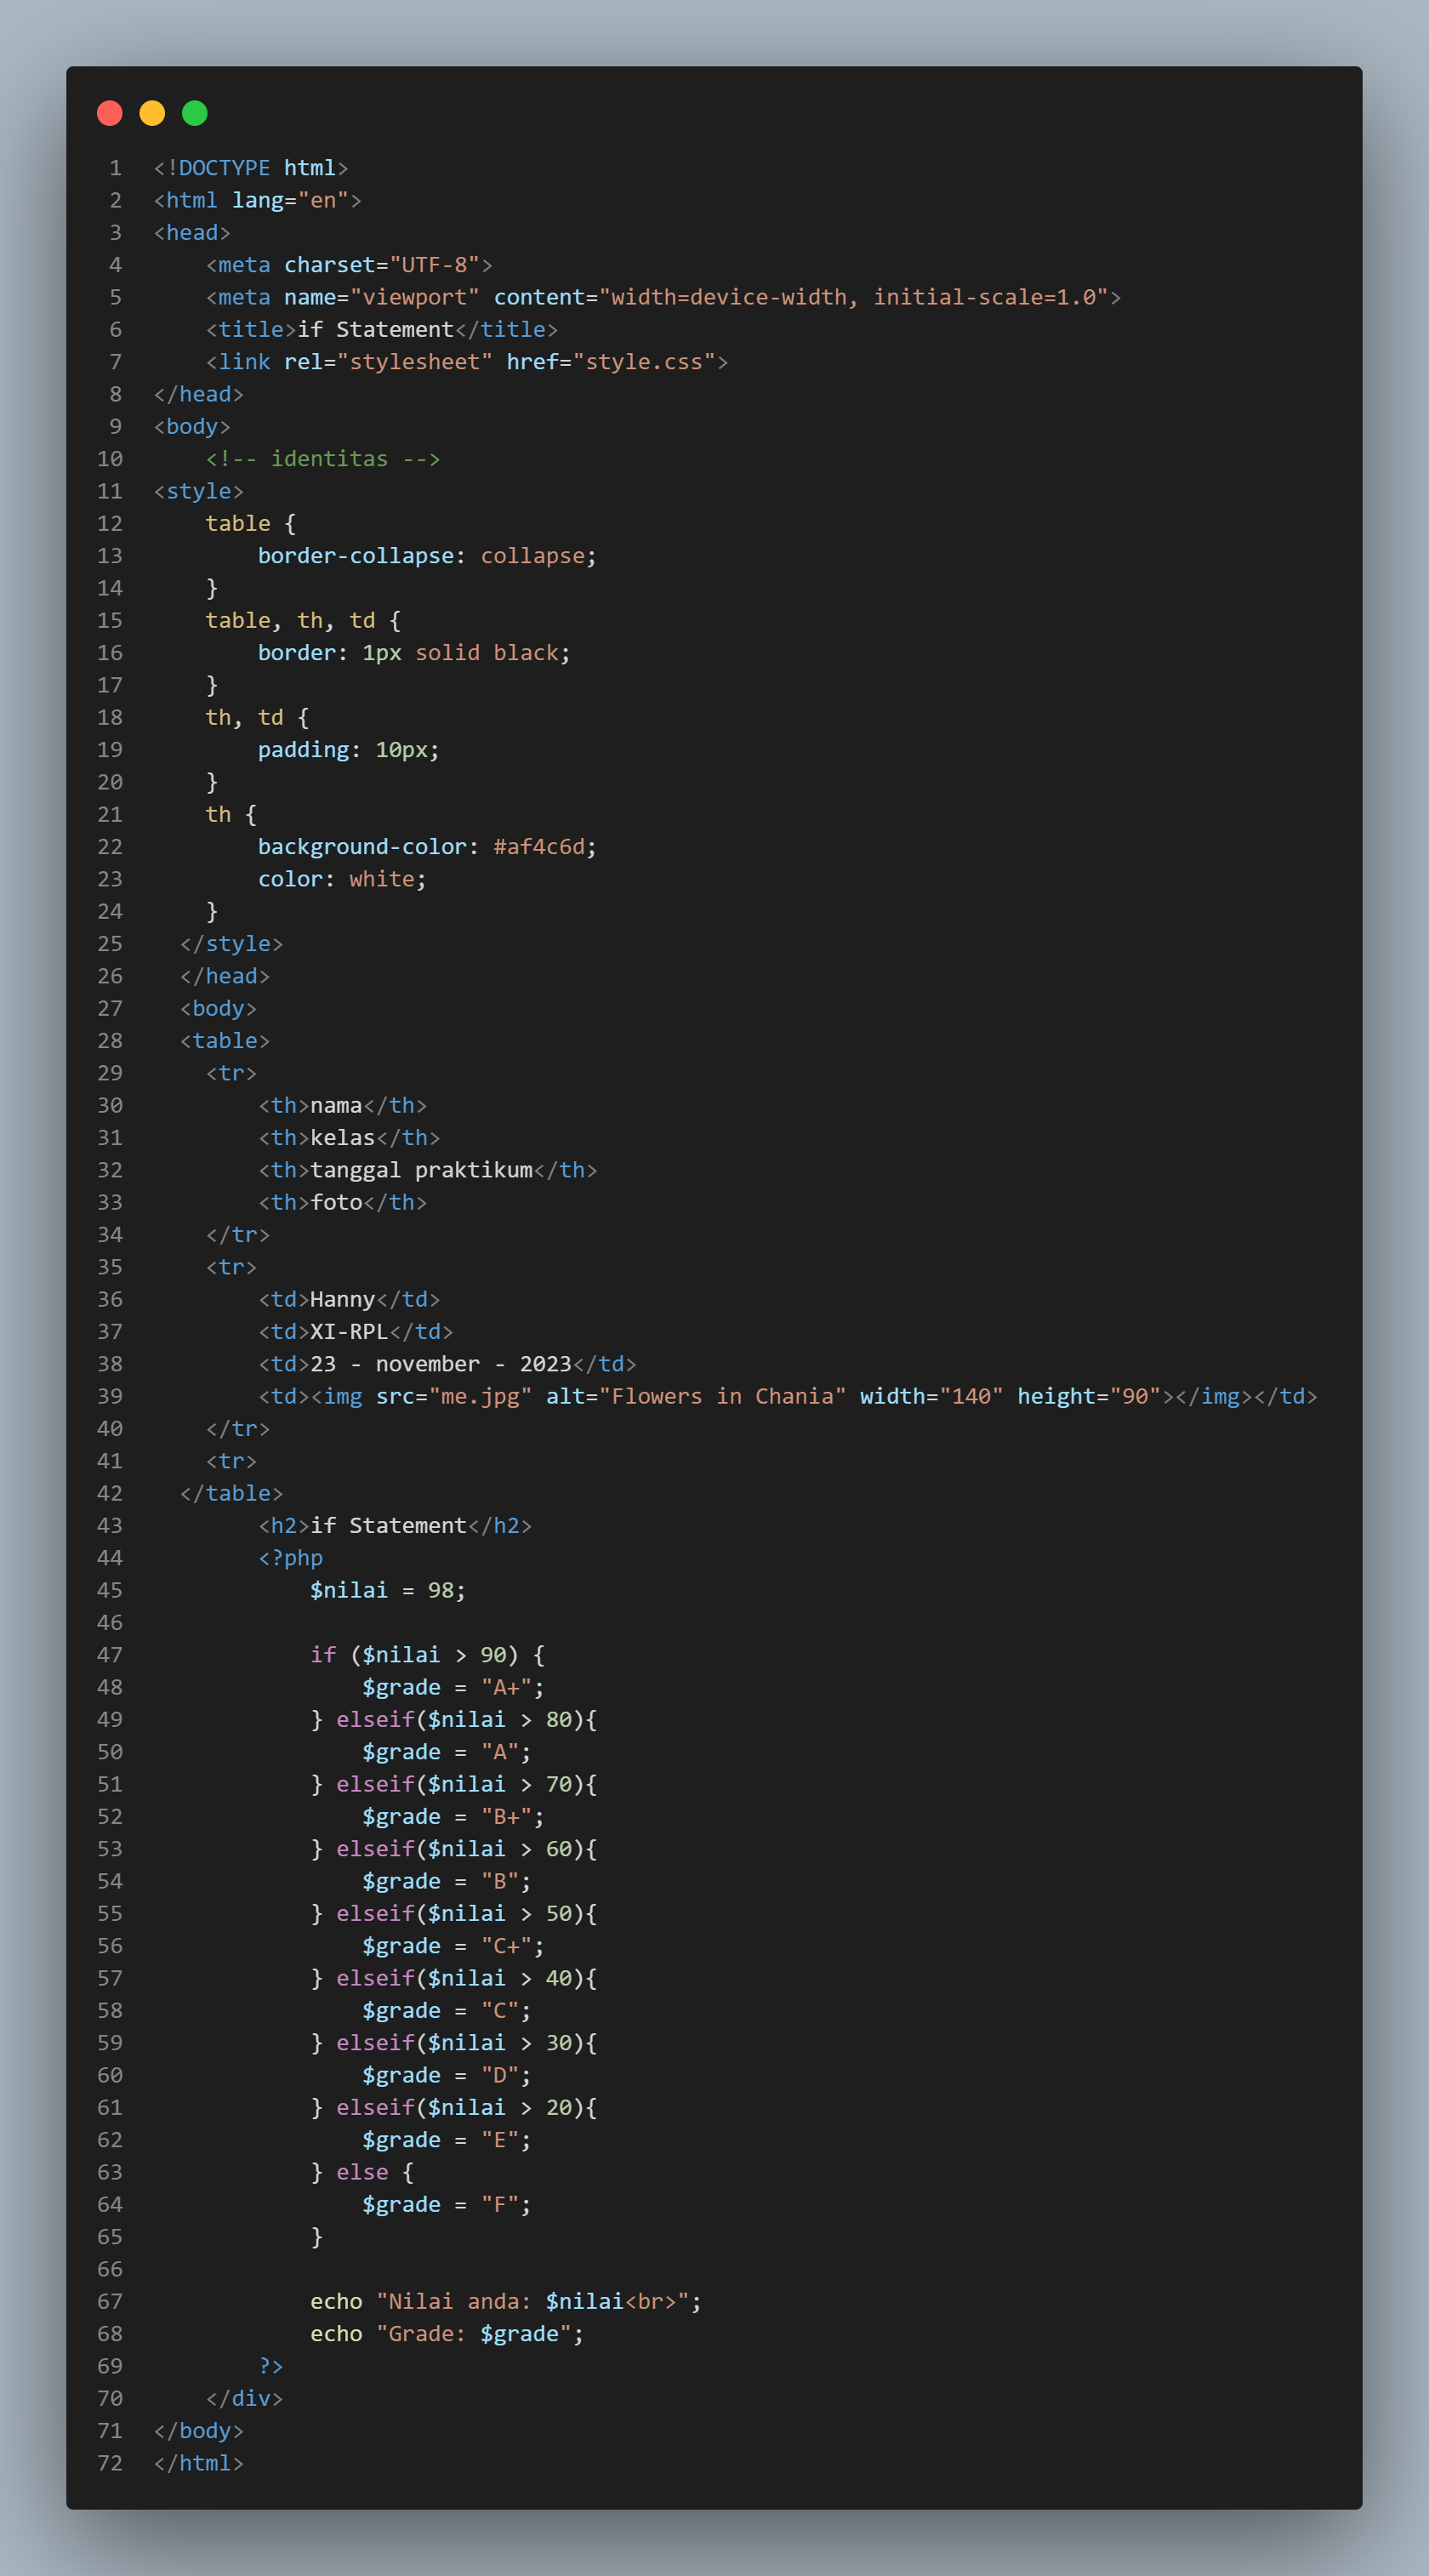 1 <!DOCTYPE html>
2 <html lang="en">
3 <head>
4     <meta charset="UTF-8">
5     <meta name="viewport" content="width=device-width, initial-scale=1.0">
6     <title>if Statement</title>
7     <link rel="stylesheet" href="style.css">
8 </head>
9 <body>
10     <!-- identitas -->
11 <style>
12     table {
13         border-collapse: collapse;
14     }
15     table, th, td {
16         border: 1px solid black;
17     }
18     th, td {
19         padding: 10px;
20     }
21     th {
22         background-color: #af4c6d;
23         color: white;
24     }
25   </style>
26   </head>
27   <body>
28   <table>
29     <tr>
30         <th>nama</th>
31         <th>kelas</th>
32         <th>tanggal praktikum</th>
33         <th>foto</th>
34     </tr>
35     <tr>
36         <td>Hanny</td>
37         <td>XI-RPL</td>
38         <td>23 - november - 2023</td>
39         <td><img src="me.jpg" alt="Flowers in Chania" width="140" height="90"></img></td>
40     </tr>
41     <tr>
42   </table>
43         <h2>if Statement</h2>
44         <?php
45             $nilai = 98;
46
47             if ($nilai > 90) {
48                 $grade = "A+";
49             } elseif($nilai > 80){
50                 $grade = "A";
51             } elseif($nilai > 70){
52                 $grade = "B+";
53             } elseif($nilai > 60){
54                 $grade = "B";
55             } elseif($nilai > 50){
56                 $grade = "C+";
57             } elseif($nilai > 40){
58                 $grade = "C";
59             } elseif($nilai > 30){
60                 $grade = "D";
61             } elseif($nilai > 20){
62                 $grade = "E";
63             } else {
64                 $grade = "F";
65             }
66
67             echo "Nilai anda: $nilai<br>";
68             echo "Grade: $grade";
69         ?>
70     </div>
71 </body>
72 </html>